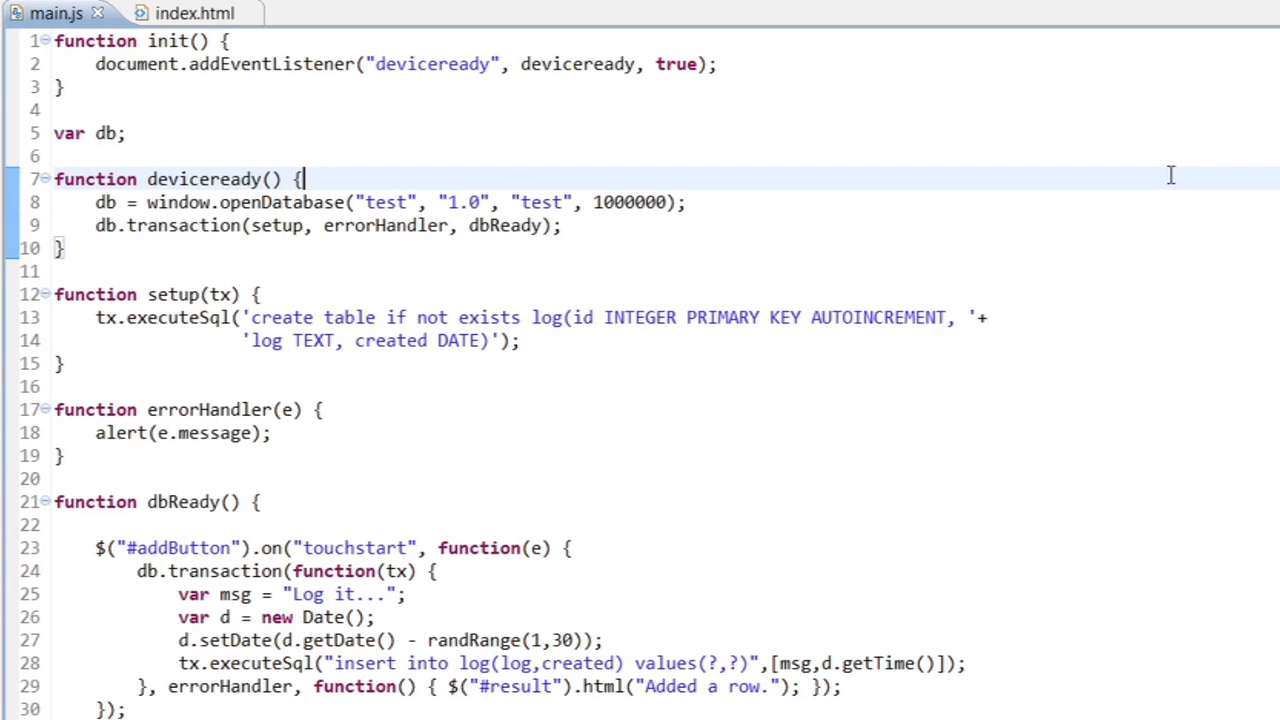 main.js index.html
1 function init() {
2 document.addEventListener("deviceready", deviceready, true);
3 }
4
5 var db;
6
7 function deviceready() {
8 db = window.openDatabase("test", "1.0", "test", 1000000);
9 db.transaction(setup, errorHandler, dbReady);
10 }
11
12 function setup(tx) {
13 tx.executeSql('create table if not exists log(id INTEGER PRIMARY KEY AUTOINCREMENT, '+
14 'log TEXT, created DATE)');
15 }
16
17 function errorHandler(e) {
18 alert(e.message);
19 }
20
21 function dbReady() {
22
23 $("#addButton").on("touchstart", function(e) {
24 db.transaction(function(tx) {
25 var msg = "Log it...";
26 var d = new Date();
27 d.setDate(d.getDate() - randRange(1,30));
28 tx.executeSql("insert into log(log,created) values(?,?)",[msg,d.getTime()]);
29 }, errorHandler, function() { $("#result").html("Added a row."); });
30 });